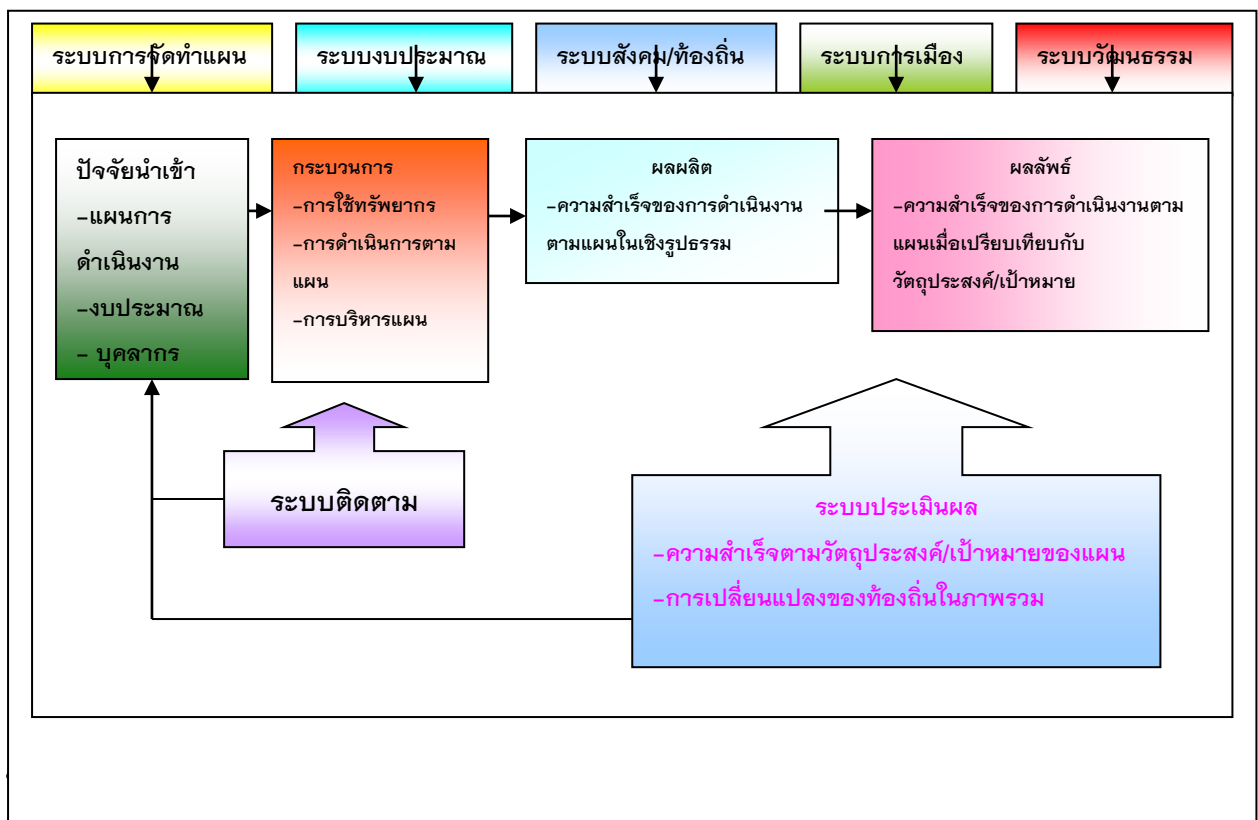 ระบบการจัดทำแผน
ระบบงบประมาณ
ระบบสังคม/ท้องถิ่น
ระบบการเมือง
ระบบวัฒนธรรม
ปัจจัยนำเข้า
-แผนการ
ดำเนินงาน
-งบประมาณ
- บุคลากร
กระบวนการ
-การใช้ทรัพยากร
-การดำเนินการตาม
แผน
-การบริหารแผน
ผลผลิต
-ความสำเร็จของการดำเนินงาน
ตามแผนในเชิงรูปธรรม
ผลลัพธ์
-ความสำเร็จของการดำเนินงานตาม
แผนเมื่อเปรียบเทียบกับ
วัตถุประสงค์/เป้าหมาย
ระบบติดตาม
ระบบประเมินผล
-ความสำเร็จตามวัตถุประสงค์/เป้าหมายของแผน
-การเปลี่ยนแปลงของท้องถิ่นในภาพรวม